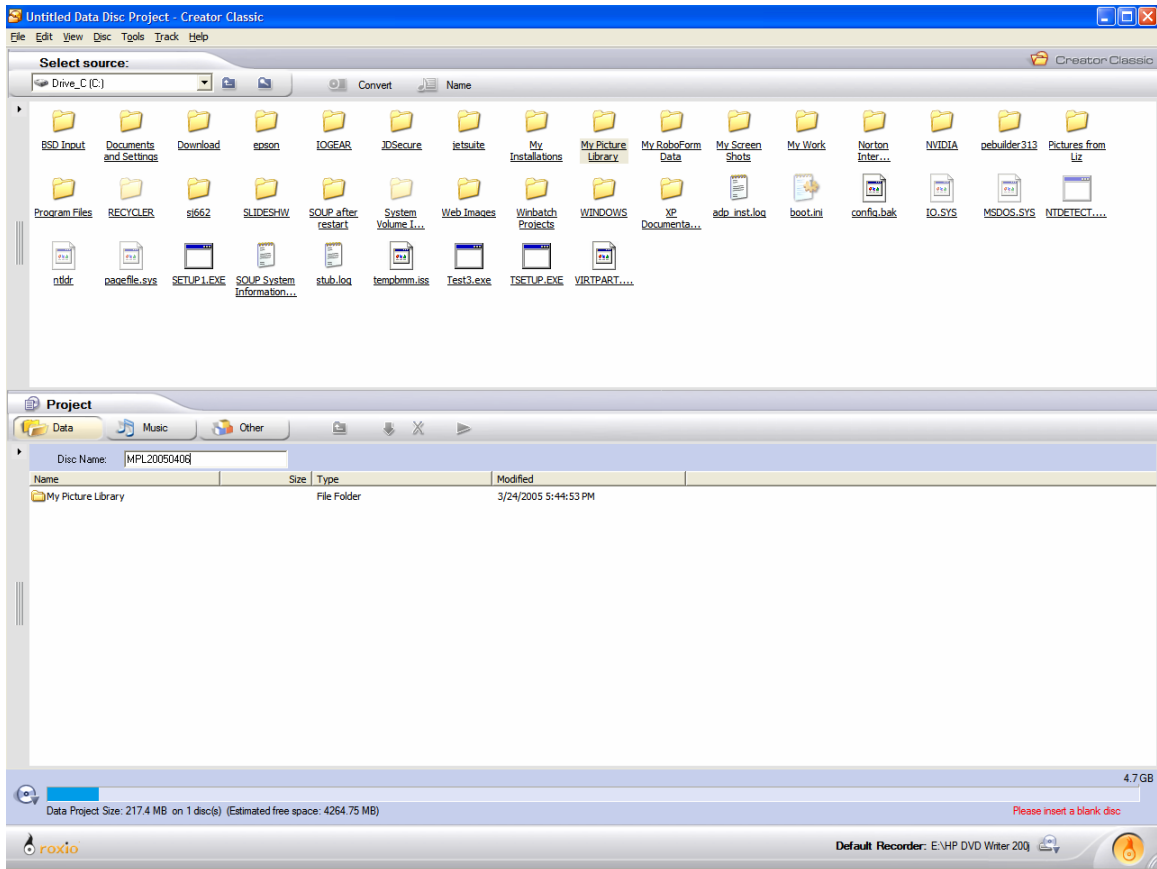 Untitled Data Disc Project - Creator Classic
File Edit View Disc Tools Track Help
Select source:
Creator Classic
Drive_C (C:)
Convert
Name
BSD Input
Documents and Settings
Download
epson
IOGEAR
JDSecure
jetsuite
My Installations
My Picture Library
My RoboForm Data
My Screen Shots
My Work
Norton Inter...
NVIDIA
pebuilder313
Pictures from Liz
Program Files
RECYCLER
sj662
SLIDESHW
SOUP after restart
System Volume I...
Web Images
Winbatch Projects
WINDOWS
XP Documenta...
adp_inst.log
boot.ini
config.bak
IO.SYS
MSDOS.SYS
NTDETECT....
ntldr
pagefile.sys
SETUP1.EXE
SOUP System Information...
stub.log
tempbmm.iss
Test3.exe
TSETUP.EXE
VIRTPART....
Project
Data
Music
Other
Disc Name: MPL20050406
Name Size Type Modified
My Picture Library File Folder 3/24/2005 5:44:53 PM
4.7 GB
Data Project Size: 217.4 MB on 1 disc(s) (Estimated free space: 4264.75 MB)
Please insert a blank disc
roxio
Default Recorder: E:\HP DVD Writer 200j